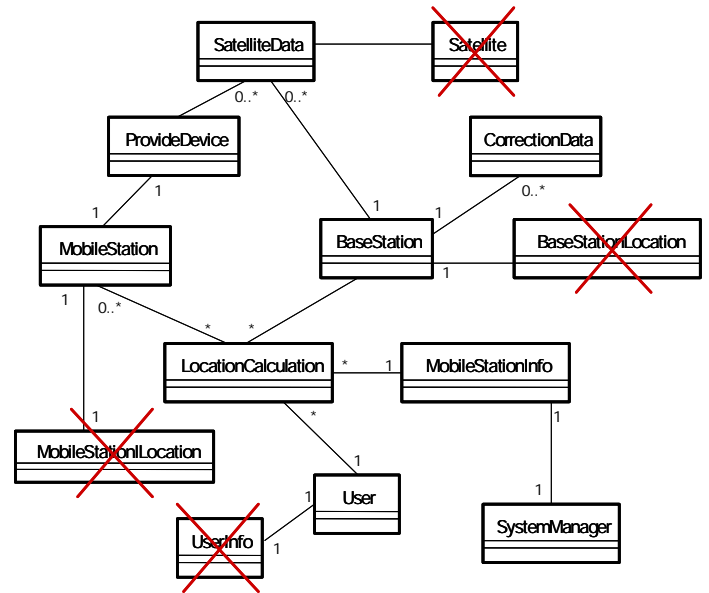 SatelliteData
Satellite
0..*
0..*
ProvideDevice
CorrectionData
1
0..*
1
1
1
MobileStation
BaseStation
BaseStationLocation
1
1
0..*
*
*
LocationCalculation
*
1
MobileStationInfo
1
*
1
MobileStationlLocation
1
1
User
1
SystemManager
UserInfo
1